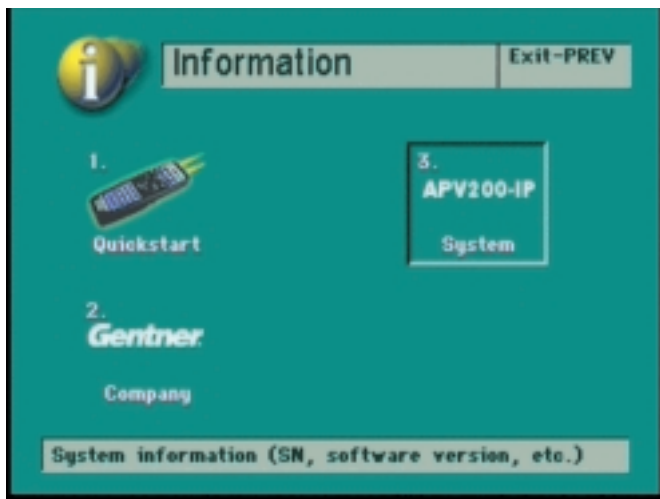 i
Information
Exit-PREV
1.
Quickstart
3.
APV200-IP
System
2.
Gentner
Company
System information (SN, software version, etc.)